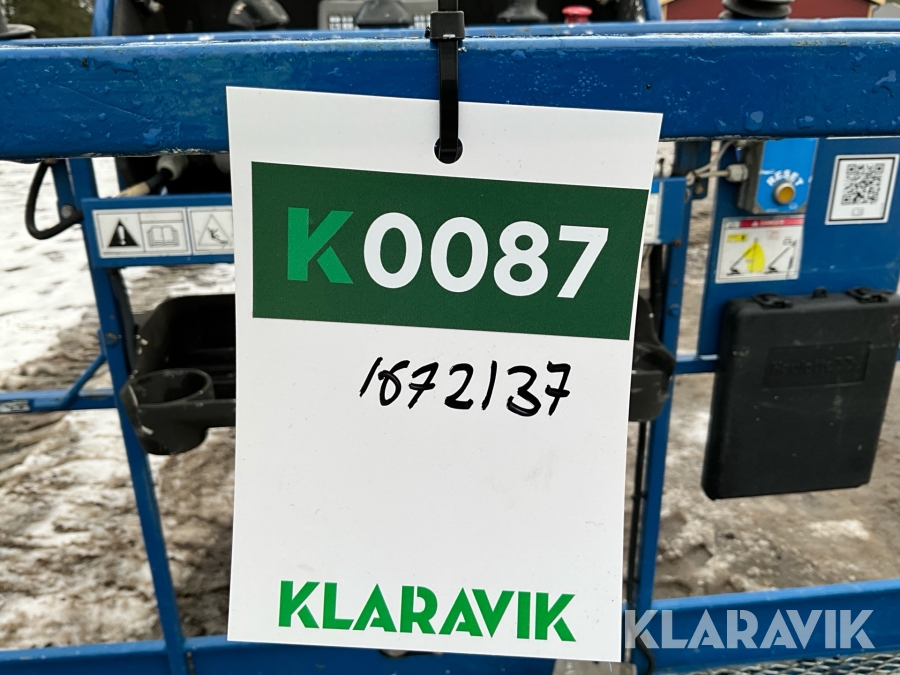 K0087
1672137
KLARAVIK
RESET
KLARAVIK